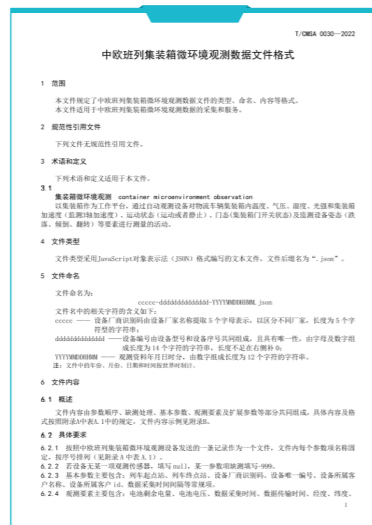 T/CMSA 0030—2022
中欧班列集装箱微环境观测数据文件格式
1 范围
本文件规定了中欧班列集装箱微环境观测数据文件的类型、命名、内容等格式。
本文件适用于中欧班列集装箱微环境观测数据的采集和服务。
2 规范性引用文件
下列文件无规范性引用文件。
3 术语和定义
下列术语和定义适用于本文件。
3.1
集装箱微环境观测 container microenvironment observation
以集装箱作为工作平台，通过自动观测设备对物流车辆集装箱内温度、气压、湿度、光强和集装箱
加速度（监测3轴加速度）、运动状态（运动或者静止）、门态（集装箱门开关状态）及监测设备姿态（跌
落、倾倒、翻转）等要素进行测量的活动。
4 文件类型
文件类型采用JavaScript对象表示法（JSON）格式编写的文本文件，文件后缀名为“.json”。
5 文件命名
文件命名为：
ccccc-dddddddddddddd-YYYYMMDDHHMM.json
文件名中的相关字符的含义如下：
ccccc —— 设备厂商识别码由设备厂家名称提取 5 个字母表示，以区分不同厂家，长度为 5 个字
符型的字符串；
dddddddddddddd —— 设备编号由设备型号和设备序号共同组成，且具有唯一性，由字母及数字组
成长度为 14 个字符的字符串，长度不足在右侧补 0；
YYYYMMDDHHMM —— 观测资料年月日时分，由数字组成长度为 12 个字符的字符串。
注：文件中的年份、月份、日期和时间按世界时制订。
6 文件内容
6.1 概述
文件内容由参数顺序、缺测处理、基本参数、观测要素及扩展参数等部分共同组成，具体内容及格
式按照附录A中表A.1中的规定，文件内容示例见附录B。
6.2 具体要求
6.2.1 按照中欧班列集装箱微环境观测设备发送的一条记录作为一个文件，文件内每个参数项名称固
定，按序号排列（见附录 A 中表 A.1）。
6.2.2 若设备无某一项观测传感器，填写 null，某一参数项缺测填写-999。
6.2.3 基本参数主要包含：列车起点站、列车终点站、设备厂商识别码、设备唯一编号、设备所属客
户名称、设备所属客户 id、数据采集时间间隔等常规项。
6.2.4 观测要素主要包含：电池剩余电量、电池电压、数据采集时间、数据传输时间、经度、纬度、
1